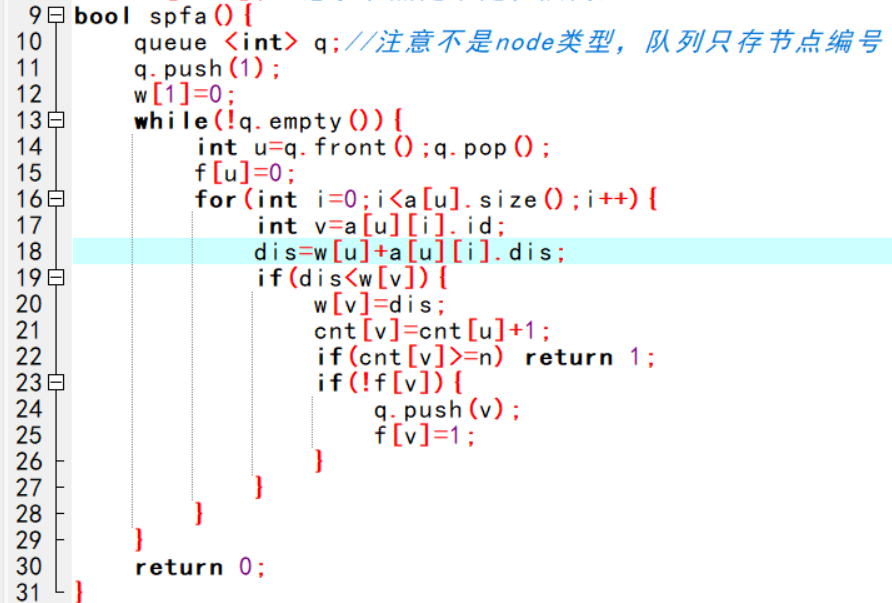 9 bool spfa(){
10 queue <int> q;//注意不是node类型，队列只存节点编号
11 q.push(1);
12 w[1]=0;
13 while(!q.empty()){
14 int u=q.front();q.pop();
15 f[u]=0;
16 for(int i=0;i<a[u].size();i++){
17 int v=a[u][i].id;
18 dis=w[u]+a[u][i].dis;
19 if(dis<w[v]){
20 w[v]=dis;
21 cnt[v]=cnt[u]+1;
22 if(cnt[v]>=n) return 1;
23 if(!f[v]){
24 q.push(v);
25 f[v]=1;
26 }
27 }
28 }
29 }
30 return 0;
31 }